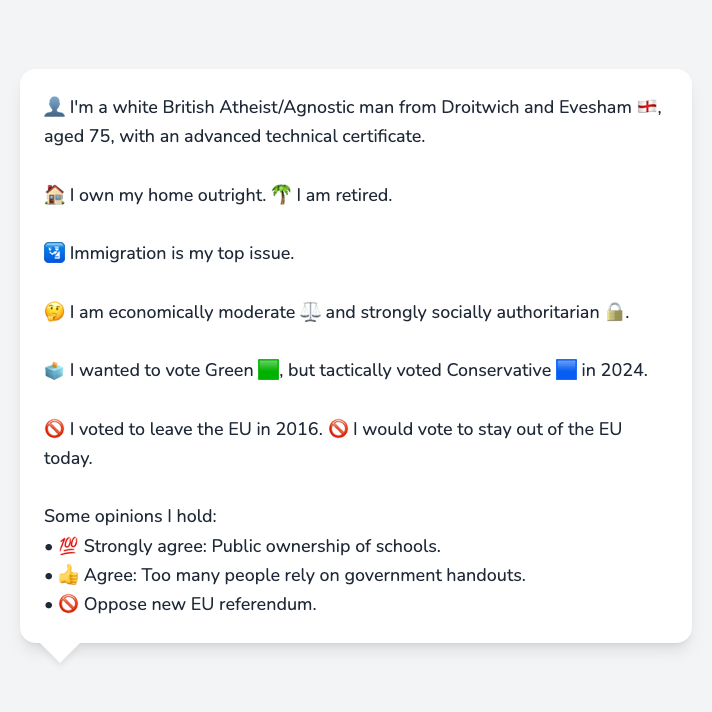 👤 I'm a white British Atheist/Agnostic man from Droitwich and Evesham 🏴󠁧󠁢󠁥󠁮󠁧󠁿,
aged 75, with an advanced technical certificate.
🏠 I own my home outright. 🌴 I am retired.
🛂 Immigration is my top issue.
🤔 I am economically moderate ⚖️ and strongly socially authoritarian 🔒.
🗳️ I wanted to vote Green 🟩, but tactically voted Conservative 🟦 in 2024.
🚫 I voted to leave the EU in 2016. 🚫 I would vote to stay out of the EU
today.
Some opinions I hold:
• 💯 Strongly agree: Public ownership of schools.
• 👍 Agree: Too many people rely on government handouts.
• 🚫 Oppose new EU referendum.